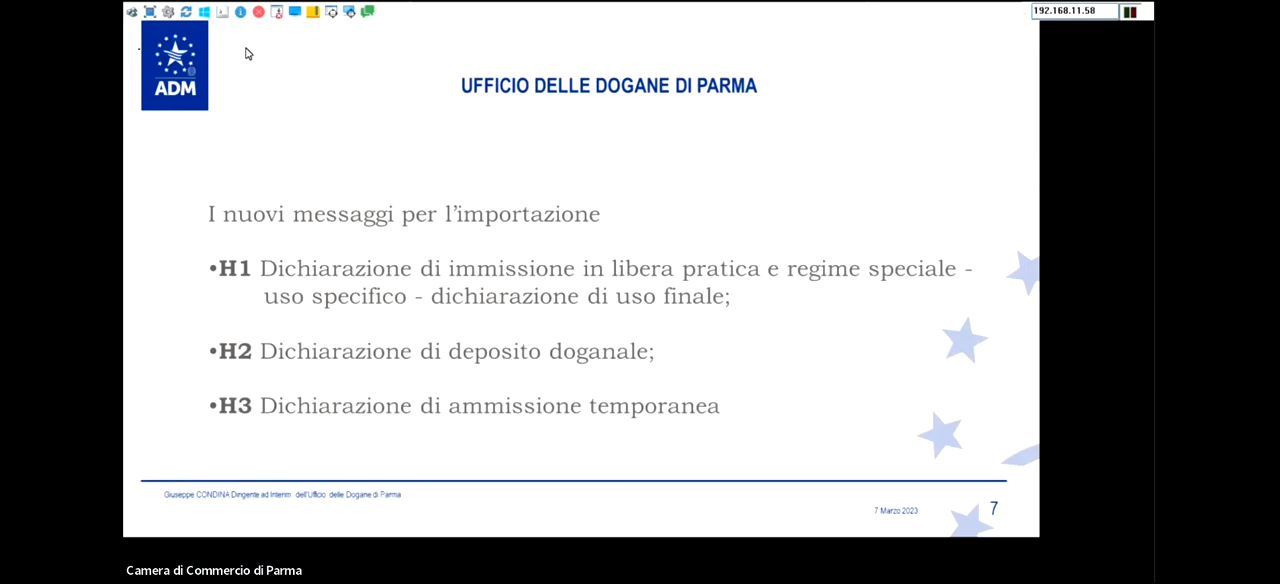 192.168.11.58
ADM
UFFICIO DELLE DOGANE DI PARMA
I nuovi messaggi per l'importazione
•H1 Dichiarazione di immissione in libera pratica e regime speciale -
uso specifico - dichiarazione di uso finale;
•H2 Dichiarazione di deposito doganale;
•H3 Dichiarazione di ammissione temporanea
Giuseppe CONDINA Dirigente ad Interim dell'Ufficio delle Dogane di Parma
7 Marzo 2023
7
Camera di Commercio di Parma